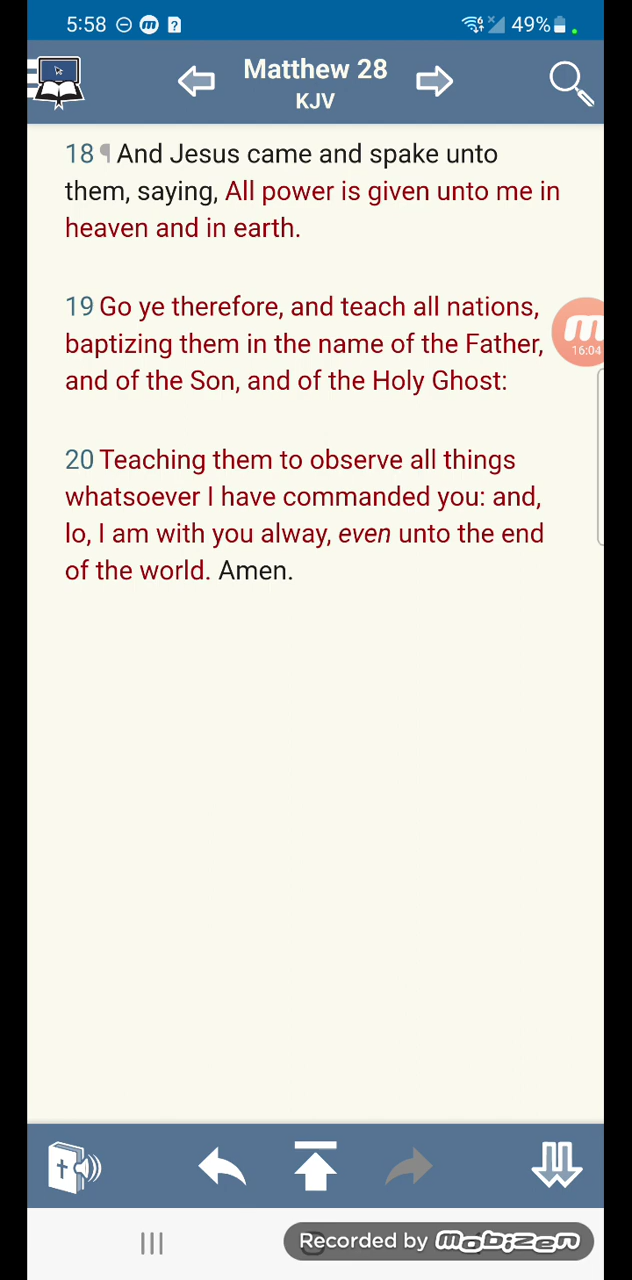 5:58 49%
Matthew 28
KJV
18 ¶ And Jesus came and spake unto
them, saying, All power is given unto me in
heaven and in earth.
19 Go ye therefore, and teach all nations,
baptizing them in the name of the Father,
and of the Son, and of the Holy Ghost:
16:04
20 Teaching them to observe all things
whatsoever I have commanded you: and,
lo, I am with you alway, even unto the end
of the world. Amen.
Recorded by mobizen